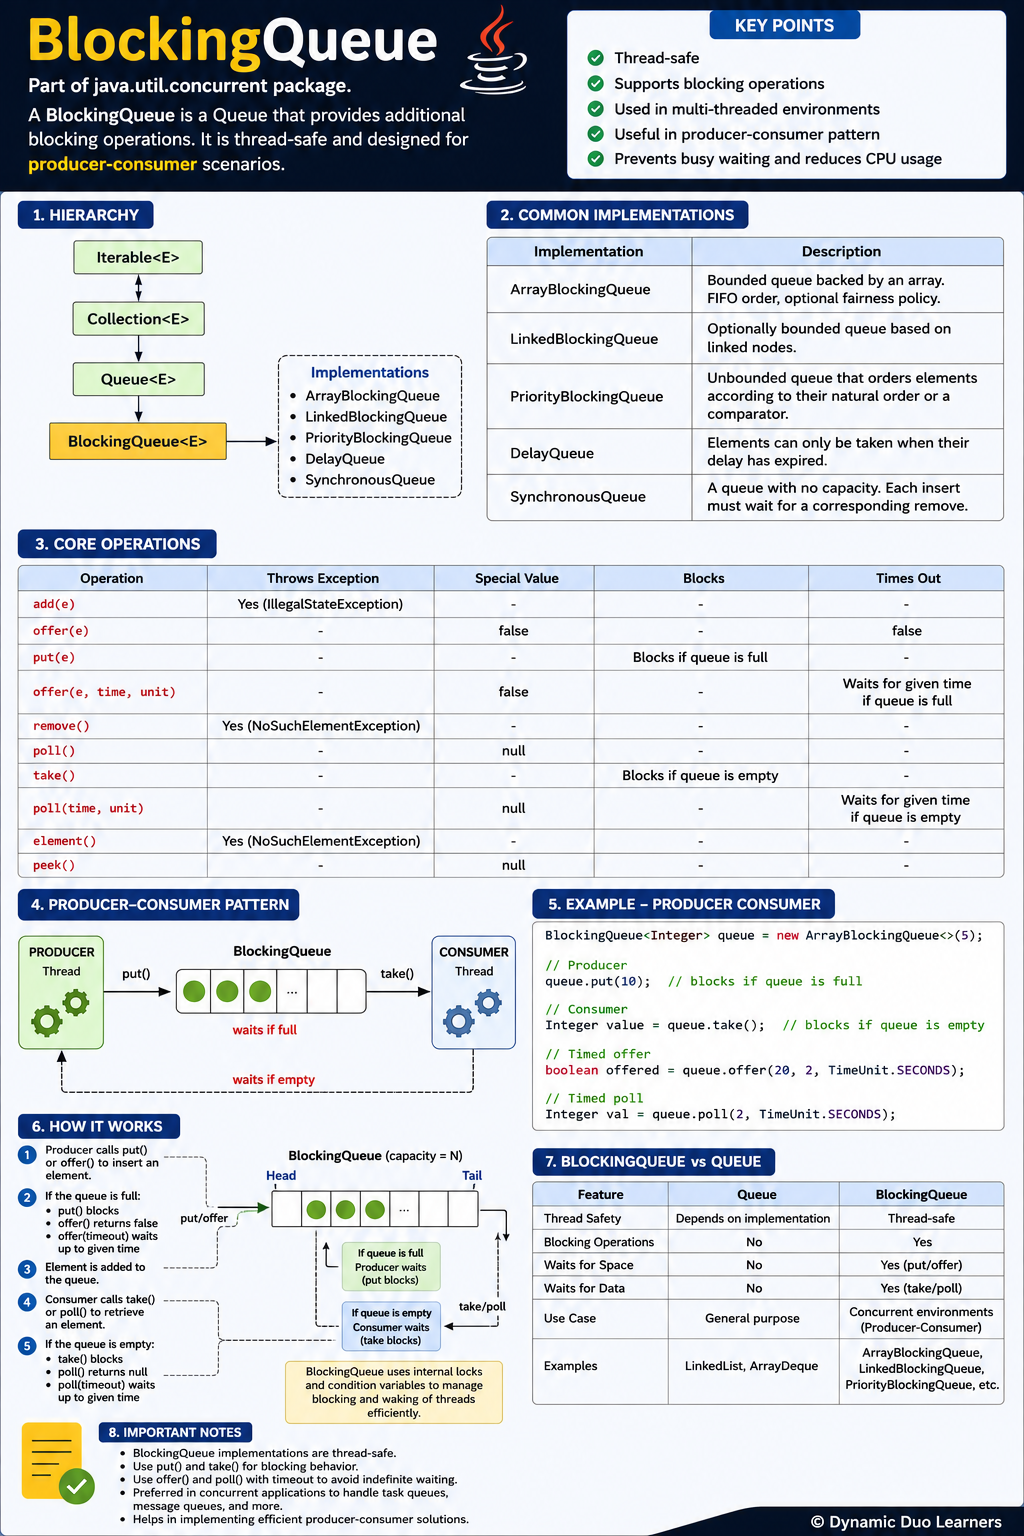 BlockingQueue
Part of java.util.concurrent package.
A BlockingQueue is a Queue that provides additional
blocking operations. It is thread-safe and designed for
producer-consumer scenarios.
KEY POINTS
Thread-safe
Supports blocking operations
Used in multi-threaded environments
Useful in producer-consumer pattern
Prevents busy waiting and reduces CPU usage
1. HIERARCHY
Iterable<E>
Collection<E>
Queue<E>
BlockingQueue<E>
Implementations
• ArrayBlockingQueue
• LinkedBlockingQueue
• PriorityBlockingQueue
• DelayQueue
• SynchronousQueue
2. COMMON IMPLEMENTATIONS
Implementation Description
ArrayBlockingQueue Bounded queue backed by an array.
FIFO order, optional fairness policy.
LinkedBlockingQueue Optionally bounded queue based on
linked nodes.
PriorityBlockingQueue Unbounded queue that orders elements
according to their natural order or a
comparator.
DelayQueue Elements can only be taken when their
delay has expired.
SynchronousQueue A queue with no capacity. Each insert
must wait for a corresponding remove.
3. CORE OPERATIONS
Operation Throws Exception Special Value Blocks Times Out
add(e) Yes (IllegalStateException) - - -
offer(e) - false - false
put(e) - - Blocks if queue is full -
offer(e, time, unit) - false - Waits for given time
if queue is full
remove() Yes (NoSuchElementException) - - -
poll() - null - -
take() - - Blocks if queue is empty -
poll(time, unit) - null - Waits for given time
if queue is empty
element() Yes (NoSuchElementException) - - -
peek() - null - -
4. PRODUCER–CONSUMER PATTERN
PRODUCER
Thread
put()
BlockingQueue
...
waits if full
take()
CONSUMER
Thread
waits if empty
5. EXAMPLE – PRODUCER CONSUMER
BlockingQueue<Integer> queue = new ArrayBlockingQueue<>(5);
// Producer
queue.put(10); // blocks if queue is full
// Consumer
Integer value = queue.take(); // blocks if queue is empty
// Timed offer
boolean offered = queue.offer(20, 2, TimeUnit.SECONDS);
// Timed poll
Integer val = queue.poll(2, TimeUnit.SECONDS);
6. HOW IT WORKS
1 Producer calls put()
or offer() to insert an
element.
2 If the queue is full:
• put() blocks
• offer() returns false
• offer(timeout) waits
up to given time
3 Element is added to
the queue.
4 Consumer calls take()
or poll() to retrieve
an element.
5 If the queue is empty:
• take() blocks
• poll() returns null
• poll(timeout) waits
up to given time
BlockingQueue (capacity = N)
Head Tail
put/offer
...
If queue is full
Producer waits
(put blocks)
take/poll
If queue is empty
Consumer waits
(take blocks)
BlockingQueue uses internal locks
and condition variables to manage
blocking and waking of threads
efficiently.
7. BLOCKINGQUEUE vs QUEUE
Feature Queue BlockingQueue
Thread Safety Depends on implementation Thread-safe
Blocking Operations No Yes
Waits for Space No Yes (put/offer)
Waits for Data No Yes (take/poll)
Use Case General purpose Concurrent environments
(Producer-Consumer)
Examples LinkedList, ArrayDeque ArrayBlockingQueue,
LinkedBlockingQueue,
PriorityBlockingQueue, etc.
8. IMPORTANT NOTES
• BlockingQueue implementations are thread-safe.
• Use put() and take() for blocking behavior.
• Use offer() and poll() with timeout to avoid indefinite waiting.
• Preferred in concurrent applications to handle task queues,
message queues, and more.
• Helps in implementing efficient producer-consumer solutions.
© Dynamic Duo Learners